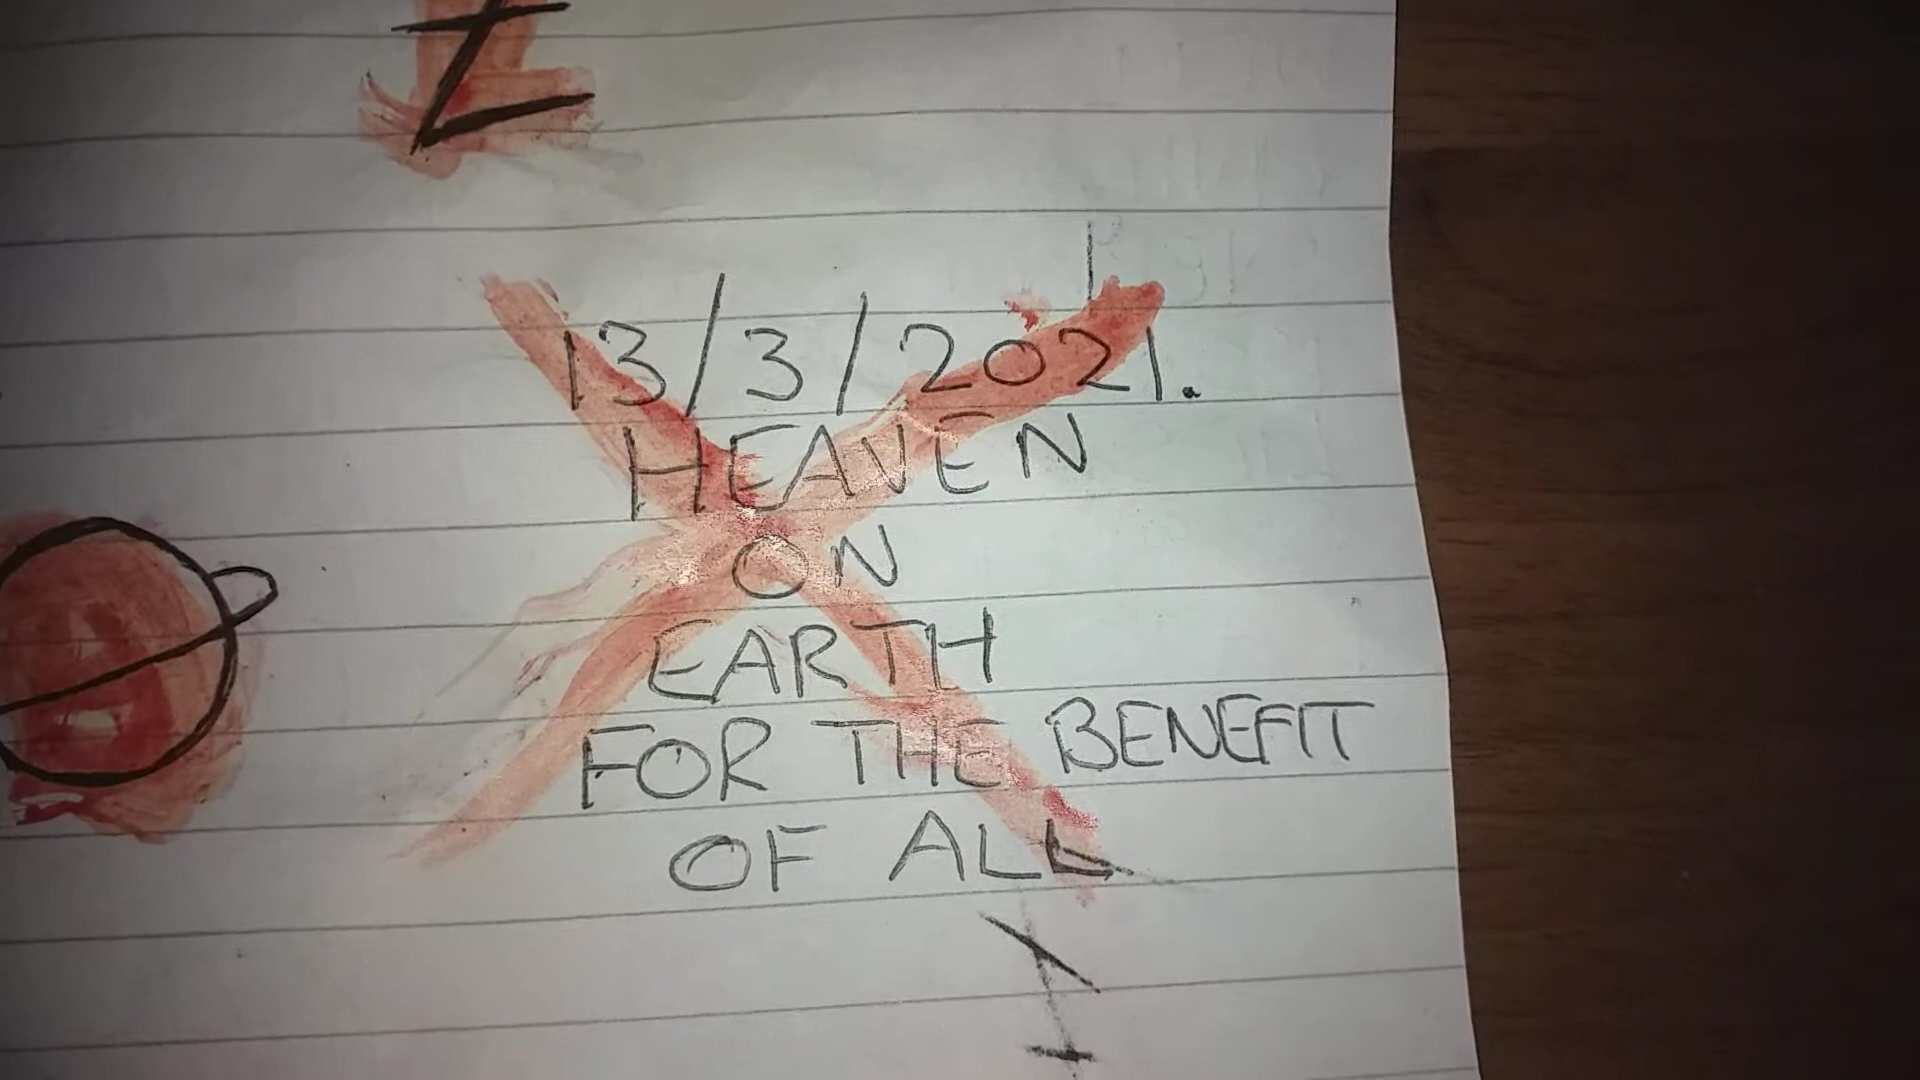 13/3/2021.
HEAVEN
ON
EARTH
FOR THE BENEFIT
OF ALL